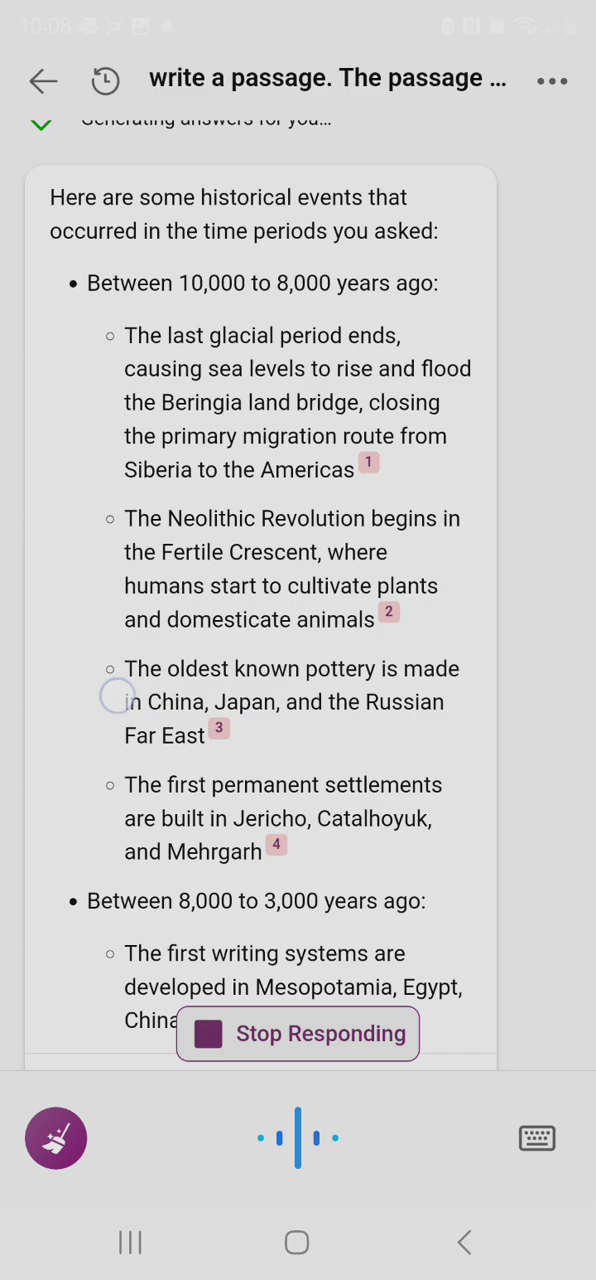 10:08
write a passage. The passage ...
Generating answers for you...
Here are some historical events that
occurred in the time periods you asked:
• Between 10,000 to 8,000 years ago:
○ The last glacial period ends,
causing sea levels to rise and flood
the Beringia land bridge, closing
the primary migration route from
Siberia to the Americas 1
○ The Neolithic Revolution begins in
the Fertile Crescent, where
humans start to cultivate plants
and domesticate animals 2
○ The oldest known pottery is made
in China, Japan, and the Russian
Far East 3
○ The first permanent settlements
are built in Jericho, Catalhoyuk,
and Mehrgarh 4
• Between 8,000 to 3,000 years ago:
○ The first writing systems are
developed in Mesopotamia, Egypt,
China
Stop Responding